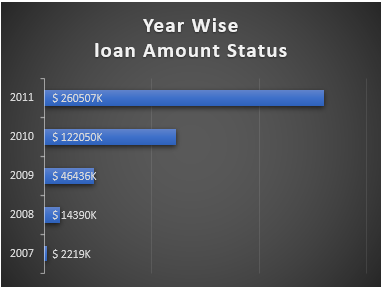 Year Wise
loan Amount Status
2011 $ 260507K
2010 $ 122050K
2009 $ 46436K
2008 $ 14390K
2007 $ 2219K